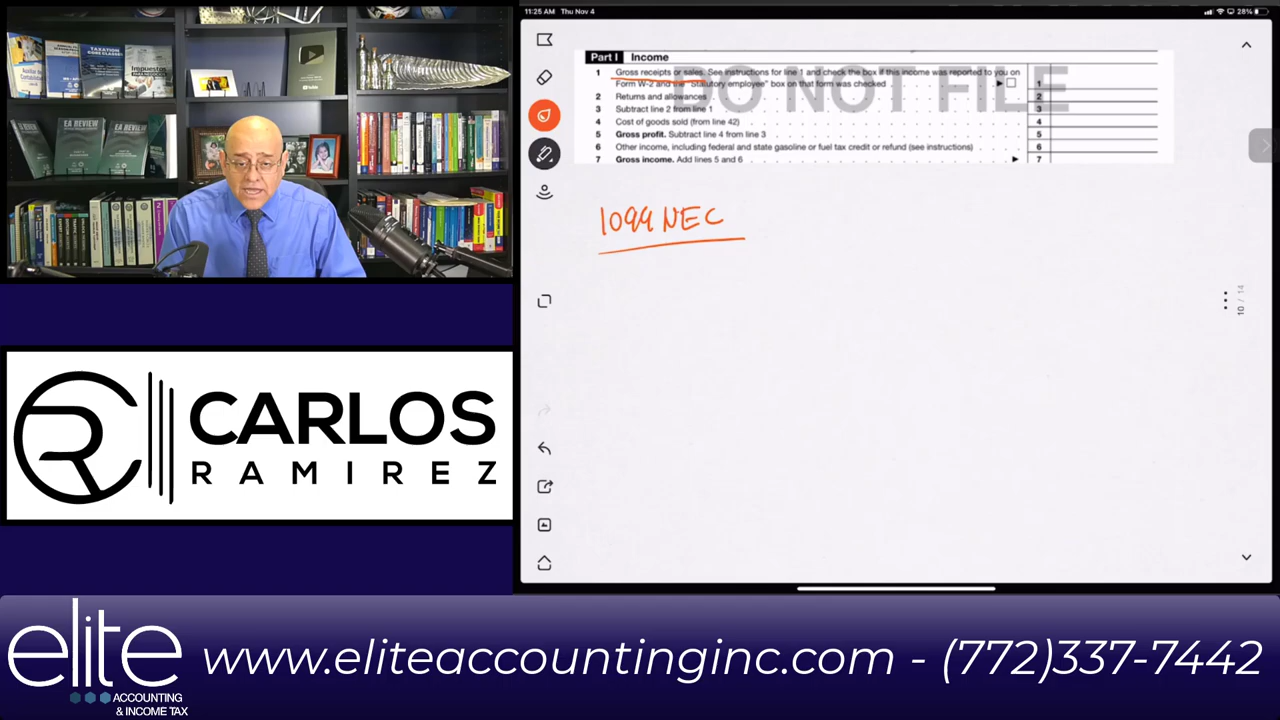 11:25 AM Thu Nov 4
28%
Part I Income
1 Gross receipts or sales. See instructions for line 1 and check the box if this income was reported to you on
Form W-2 and the "Statutory employee" box on that form was checked 1
2 Returns and allowances 2
3 Subtract line 2 from line 1 3
4 Cost of goods sold (from line 42) 4
5 Gross profit. Subtract line 4 from line 3 5
6 Other income, including federal and state gasoline or fuel tax credit or refund (see instructions) 6
7 Gross income. Add lines 5 and 6 7
DO NOT FILE
1099 NEC
10 / 14
TAXATION
EA REVIEW
EA REVIEW
Impuestos
CARLOS
RAMIREZ
elite
ACCOUNTING
& INCOME TAX
www.eliteaccountinginc.com - (772)337-7442